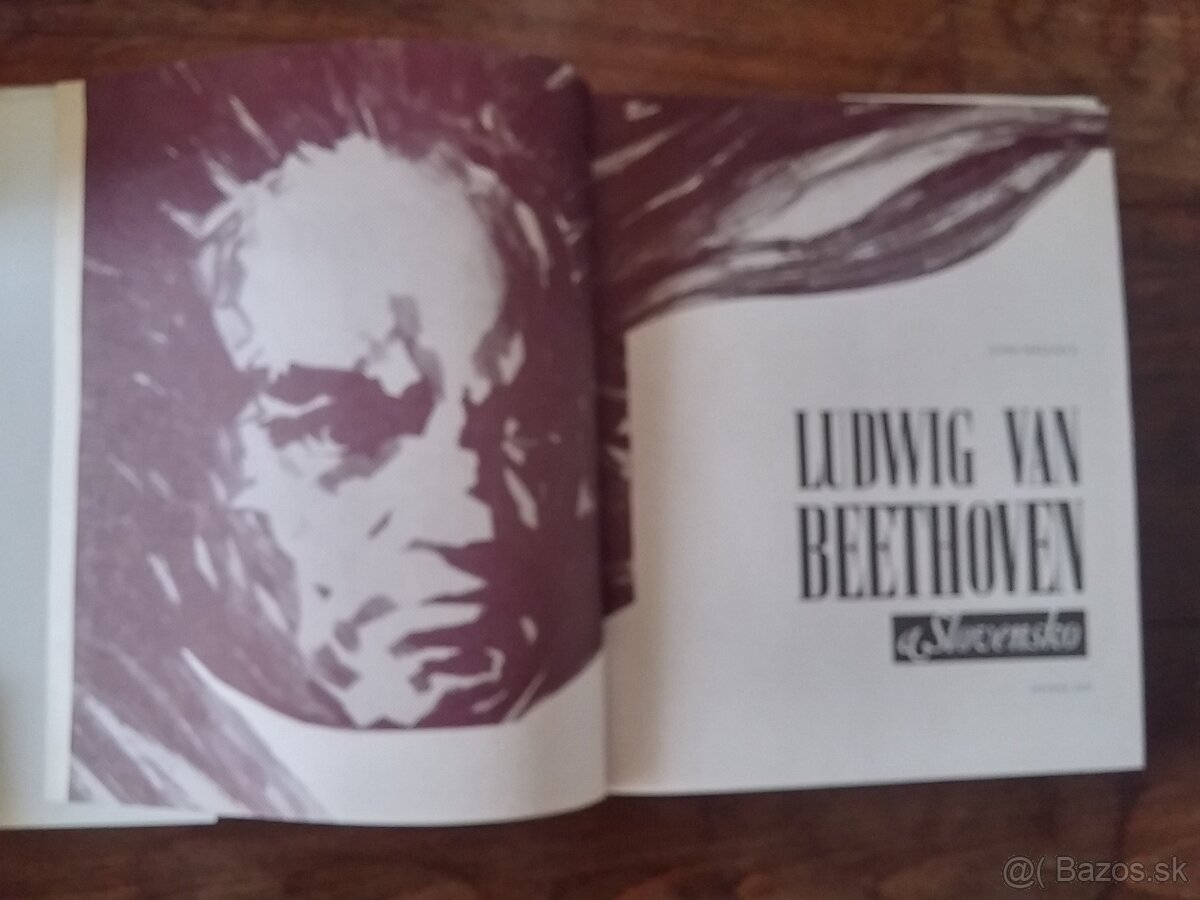 LUDWIG VAN
BEETHOVEN
a Slovensko
@( Bazos.sk